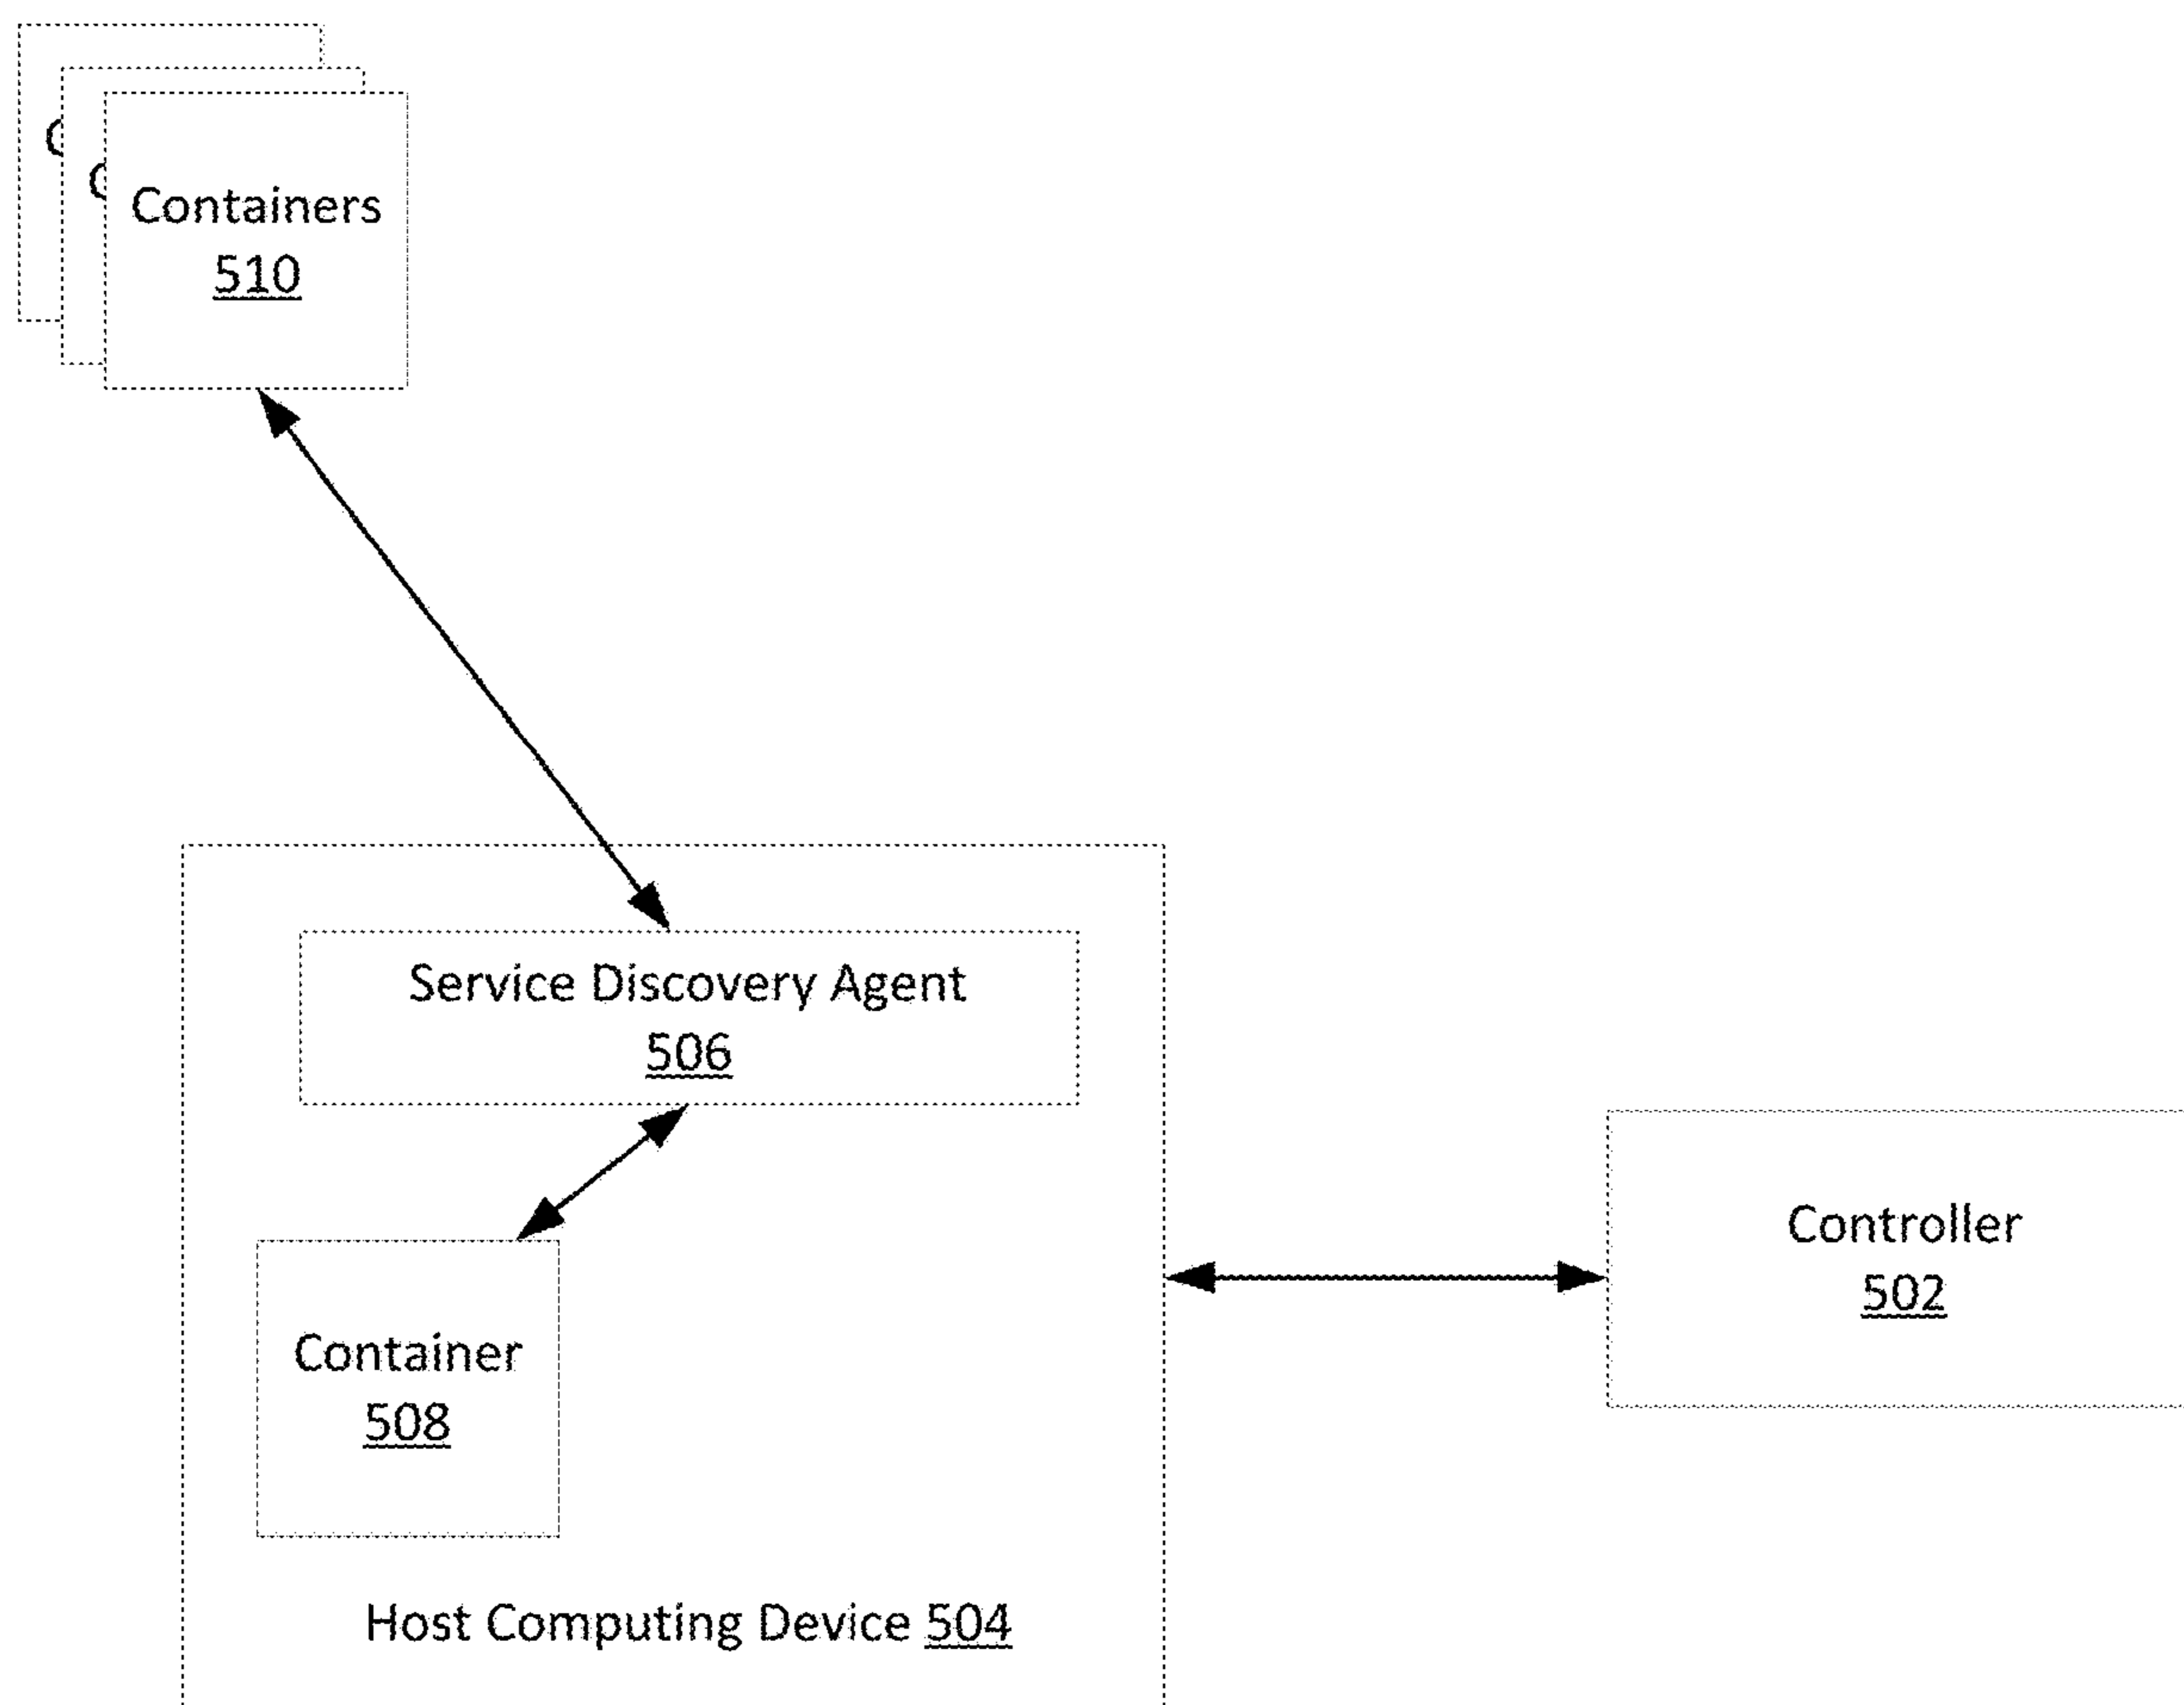 Containers
510
Service Discovery Agent
506
Controller
502
Container
508
Host Computing Device 504